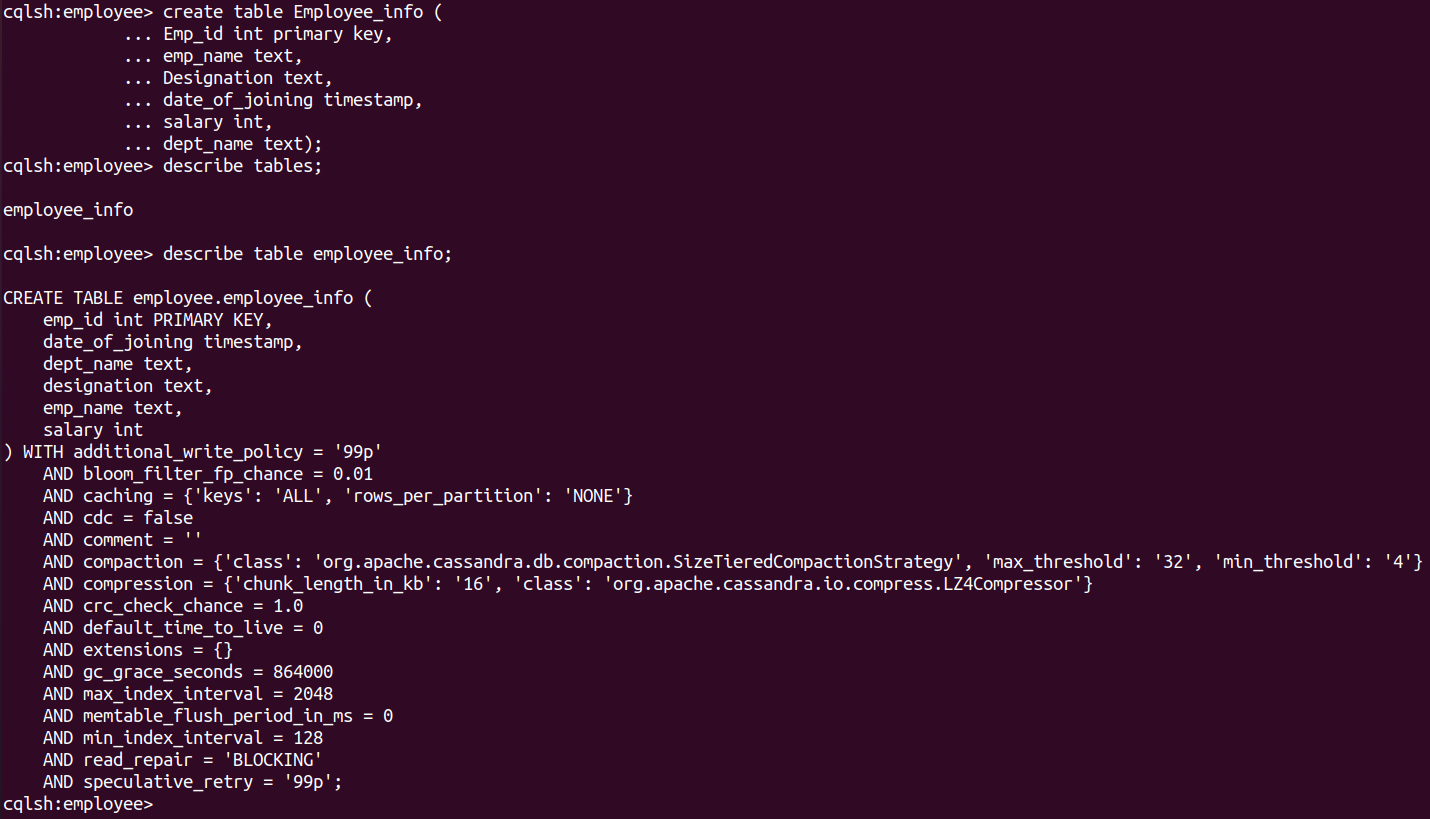 cqlsh:employee> create table Employee_info (
            ... Emp_id int primary key,
            ... emp_name text,
            ... Designation text,
            ... date_of_joining timestamp,
            ... salary int,
            ... dept_name text);
cqlsh:employee> describe tables;

employee_info

cqlsh:employee> describe table employee_info;

CREATE TABLE employee.employee_info (
    emp_id int PRIMARY KEY,
    date_of_joining timestamp,
    dept_name text,
    designation text,
    emp_name text,
    salary int
) WITH additional_write_policy = '99p'
    AND bloom_filter_fp_chance = 0.01
    AND caching = {'keys': 'ALL', 'rows_per_partition': 'NONE'}
    AND cdc = false
    AND comment = ''
    AND compaction = {'class': 'org.apache.cassandra.db.compaction.SizeTieredCompactionStrategy', 'max_threshold': '32', 'min_threshold': '4'}
    AND compression = {'chunk_length_in_kb': '16', 'class': 'org.apache.cassandra.io.compress.LZ4Compressor'}
    AND crc_check_chance = 1.0
    AND default_time_to_live = 0
    AND extensions = {}
    AND gc_grace_seconds = 864000
    AND max_index_interval = 2048
    AND memtable_flush_period_in_ms = 0
    AND min_index_interval = 128
    AND read_repair = 'BLOCKING'
    AND speculative_retry = '99p';
cqlsh:employee>